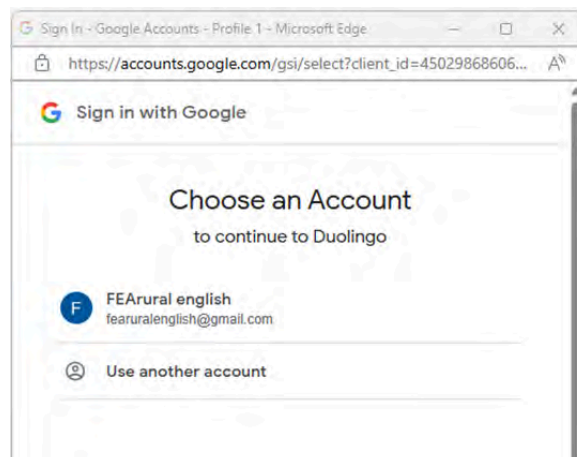 Sign In - Google Accounts - Profile 1 - Microsoft Edge
https://accounts.google.com/gsi/select?client_id=45029868606...
Sign in with Google
Choose an Account
to continue to Duolingo
F
FEArural english
fearuralenglish@gmail.com
Use another account